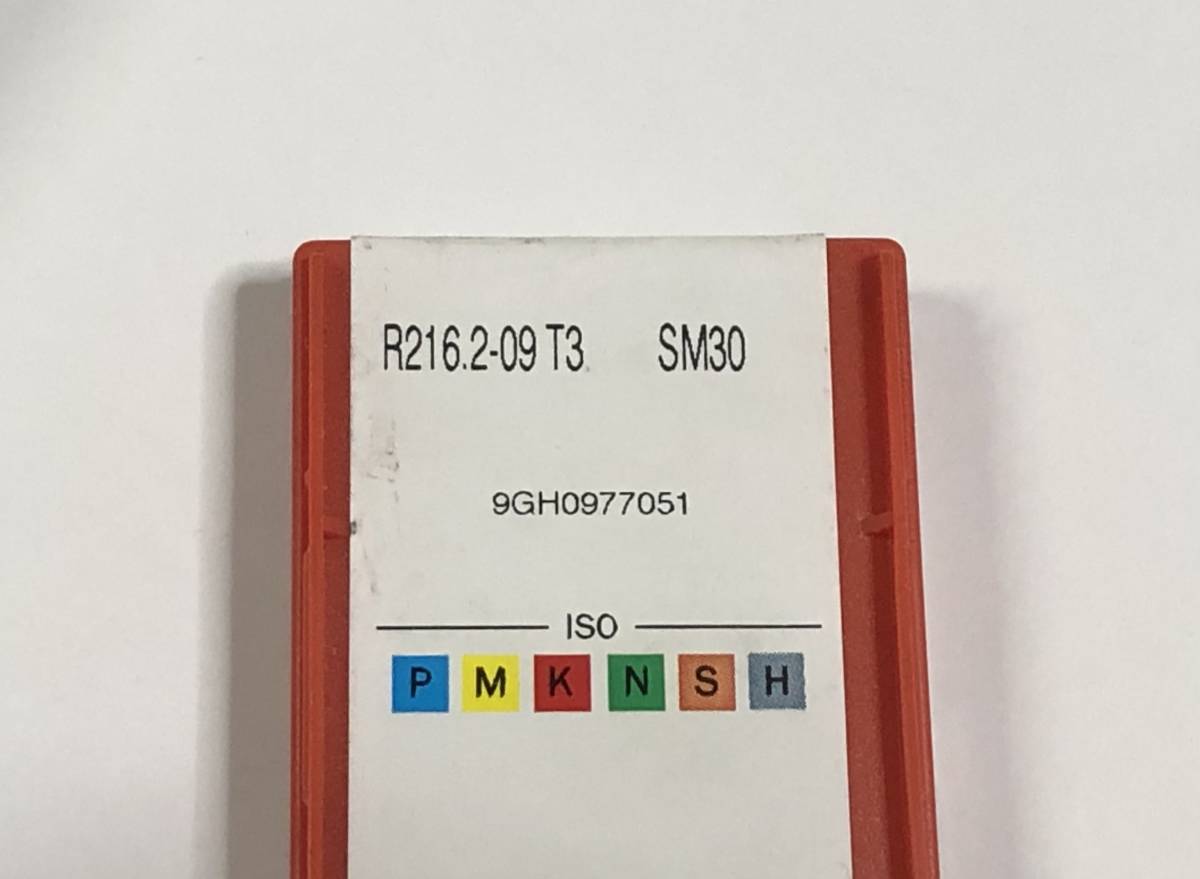 R216.2-09 T3 SM30
9GH0977051
ISO
P M K N S H